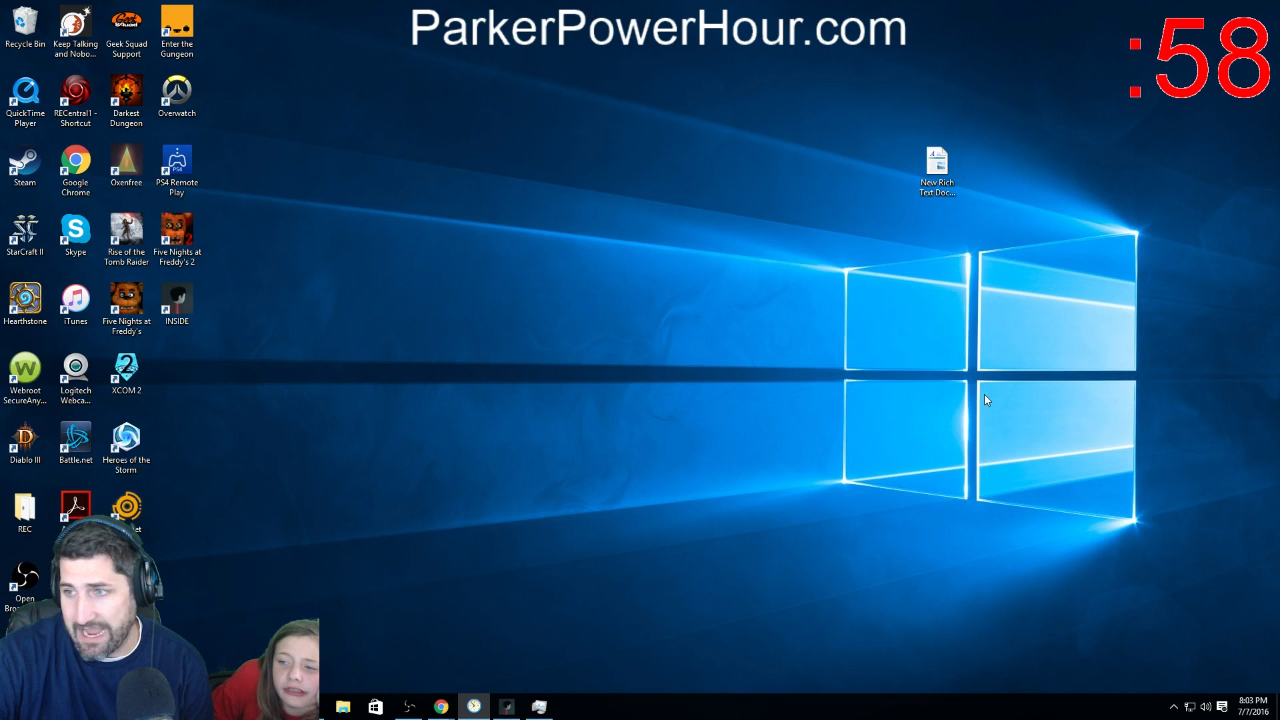 ParkerPowerHour.com
:58
Recycle Bin
Keep Talking
and Nobo...
Geek Squad
Support
Enter the
Gungeon
QuickTime
Player
RECentral1 -
Shortcut
Darkest
Dungeon
Overwatch
Steam
Google
Chrome
Oxenfree
PS4 Remote
Play
New Rich
Text Doc...
StarCraft II
Skype
Rise of the
Tomb Raider
Five Nights at
Freddy's 2
Hearthstone
iTunes
Five Nights at
Freddy's
INSIDE
Webroot
SecureAny...
Logitech
Webca...
XCOM 2
Diablo III
Battle.net
Heroes of the
Storm
REC
Open
8:03 PM
7/7/2016